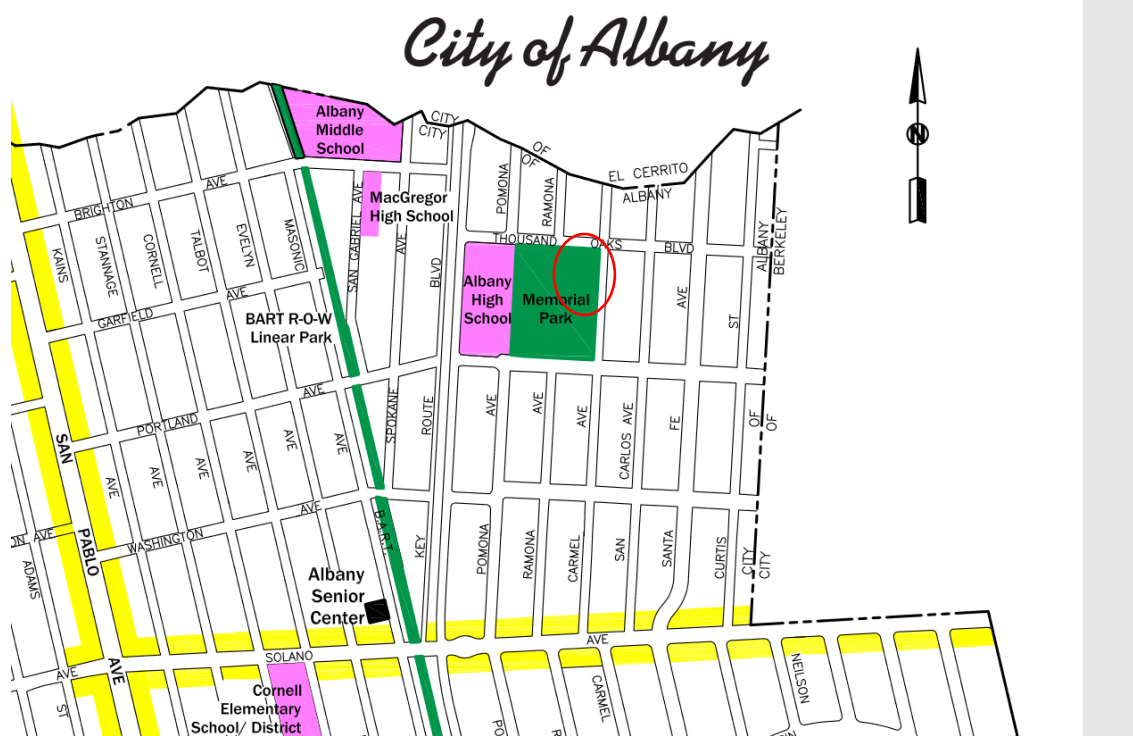 City of Albany
Albany
Middle
School
CITY
CITY
OF
OF
EL CERRITO
ALBANY
MacGregor
High School
BRIGHTON
AVE
KAINS
STANNAGE
CORNELL
TALBOT
EVELYN
MASONIC
SAN GABRIEL AVE
AVE
BLVD
POMONA
RAMONA
THOUSAND
OAKS
BLVD
ALBANY
BERKELEY
Albany
High
School
Memorial
Park
AVE
ST
GARFIELD
AVE
BART R-O-W
Linear Park
PORTLAND
AVE
SPOKANE
ROUTE
AVE
AVE
AVE
CARLOS AVE
FE
OF
OF
SAN
AVE
AVE
AVE
AVE
AVE
AVE
WASHINGTON
AVE
ON AVE
PABLO
ADAMS
B.A.R.T.
KEY
POMONA
RAMONA
CARMEL
SAN
SANTA
CURTIS
CITY
CITY
Albany
Senior
Center
SOLANO
AVE
AVE
AVE
ST
Cornell
Elementary
School/ District
PO
CARMEL
NEILSON
N